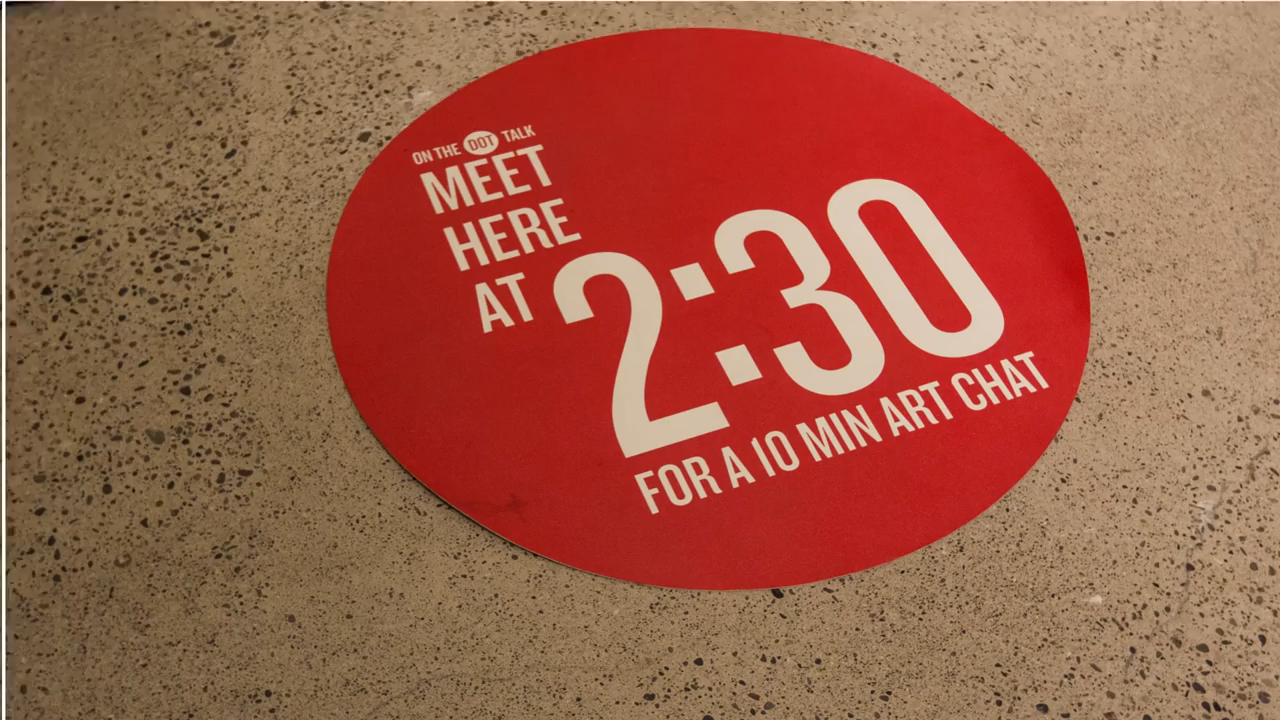 ON THE DOT TALK
MEET
HERE
AT 2:30
FOR A 10 MIN ART CHAT